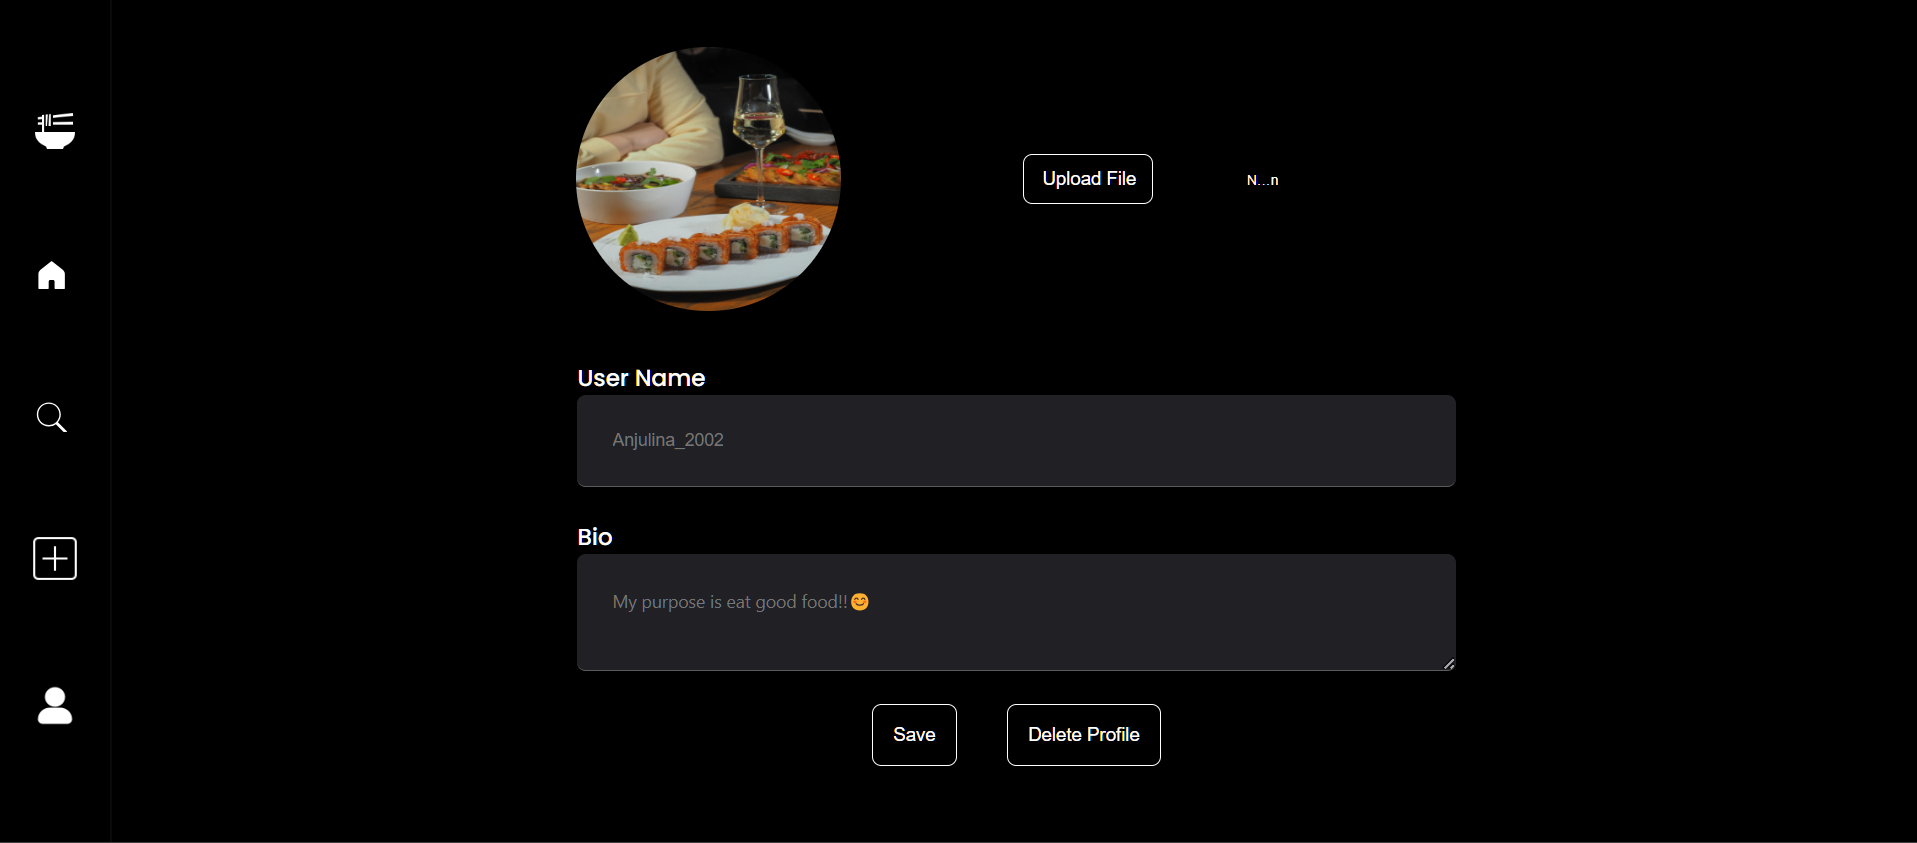 Upload File
N...n
User Name
Anjulina_2002
Bio
My purpose is eat good food!!😊
Save
Delete Profile